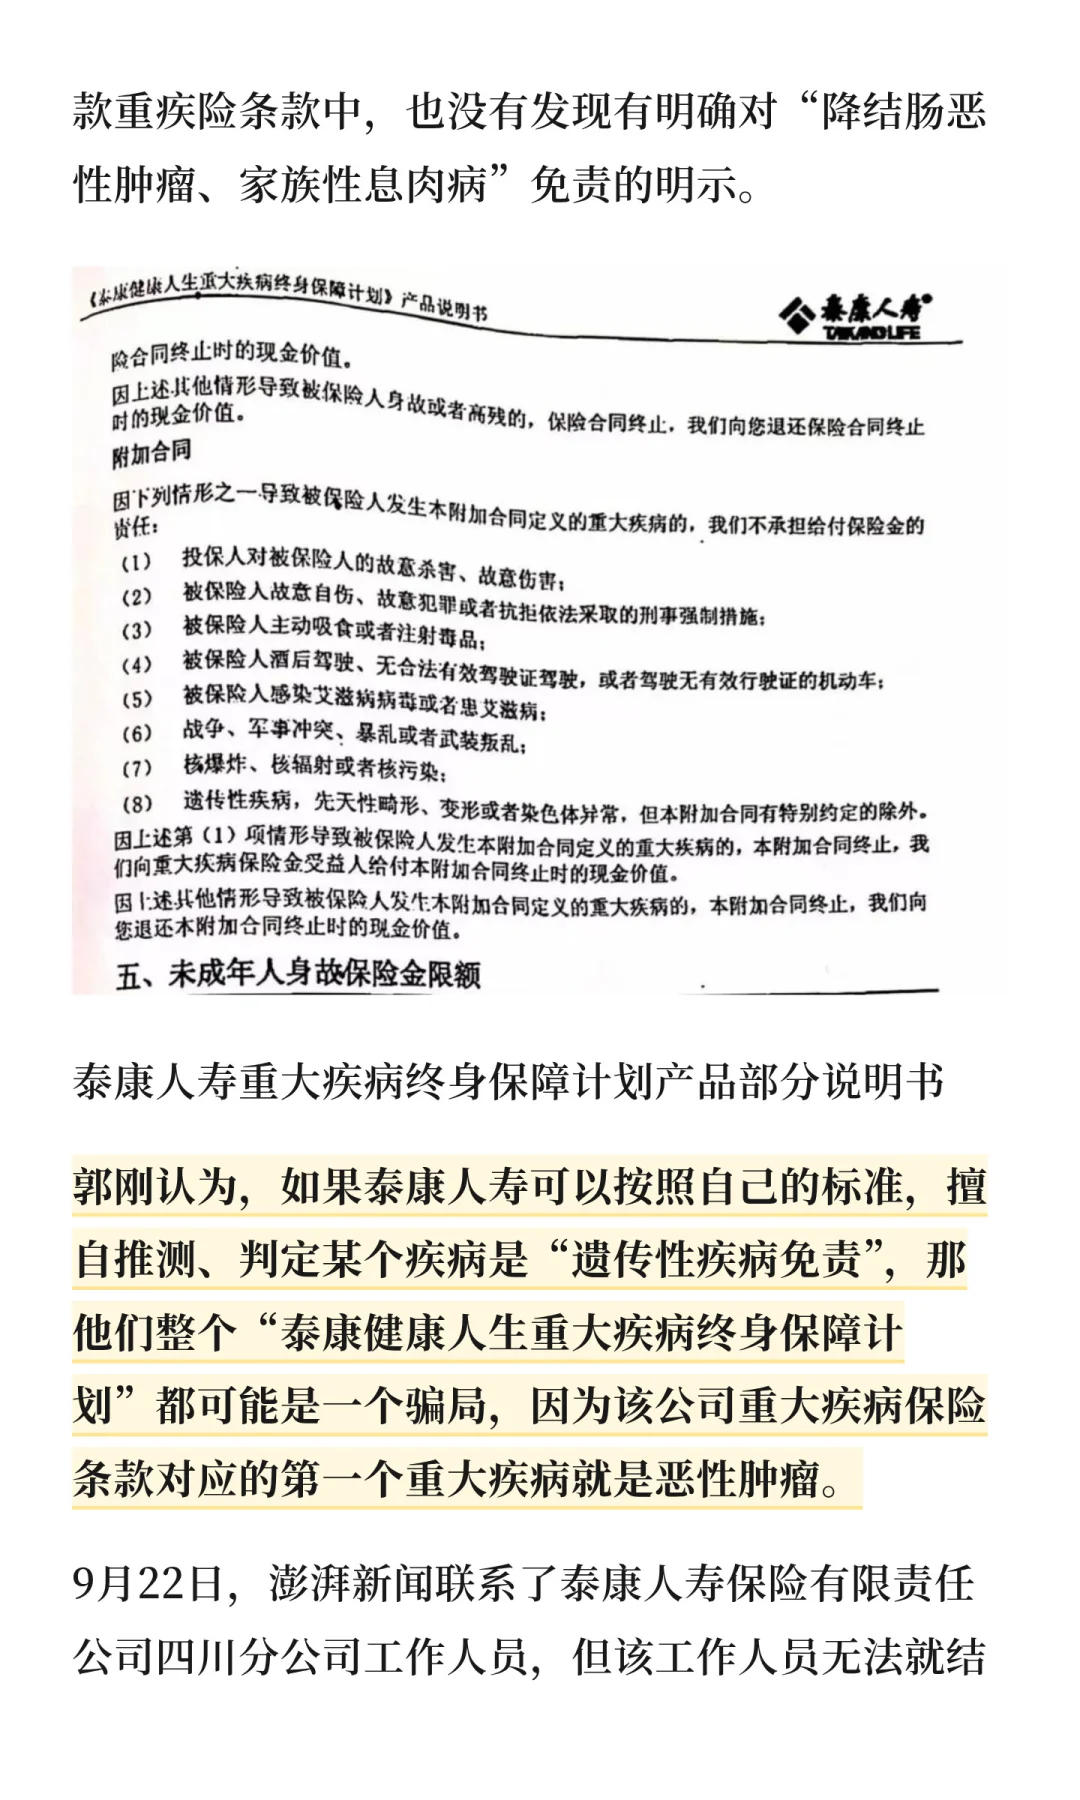 款重疾险条款中，也没有发现有明确对“降结肠恶
性肿瘤、家族性息肉病”免责的明示。
《泰康健康人生重大疾病终身保障计划》产品说明书
泰康人寿
TAIKANG LIFE
险合同终止时的现金价值。
因上述其他情形导致被保险人身故或者高残的，保险合同终止，我们向您退还保险合同终止
时的现金价值。
附加合同
因下列情形之一导致被保险人发生本附加合同定义的重大疾病的，我们不承担给付保险金的
责任：
（1） 投保人对被保险人的故意杀害、故意伤害；
（2） 被保险人故意自伤、故意犯罪或者抗拒依法采取的刑事强制措施；
（3） 被保险人主动吸食或者注射毒品；
（4） 被保险人酒后驾驶、无合法有效驾驶证驾驶，或者驾驶无有效行驶证的机动车；
（5） 被保险人感染艾滋病病毒或者患艾滋病；
（6） 战争、军事冲突、暴乱或者武装叛乱；
（7） 核爆炸、核辐射或者核污染；
（8） 遗传性疾病，先天性畸形、变形或者染色体异常，但本附加合同有特别约定的除外。
因上述第（1）项情形导致被保险人发生本附加合同定义的重大疾病的，本附加合同终止，我
们向重大疾病保险金受益人给付本附加合同终止时的现金价值。
因上述其他情形导致被保险人发生本附加合同定义的重大疾病的，本附加合同终止，我们向
您退还本附加合同终止时的现金价值。
五、未成年人身故保险金限额
泰康人寿重大疾病终身保障计划产品部分说明书
郭刚认为，如果泰康人寿可以按照自己的标准，擅
自推测、判定某个疾病是“遗传性疾病免责”，那
他们整个“泰康健康人生重大疾病终身保障计
划”都可能是一个骗局，因为该公司重大疾病保险
条款对应的第一个重大疾病就是恶性肿瘤。
9月22日，澎湃新闻联系了泰康人寿保险有限责任
公司四川分公司工作人员，但该工作人员无法就结